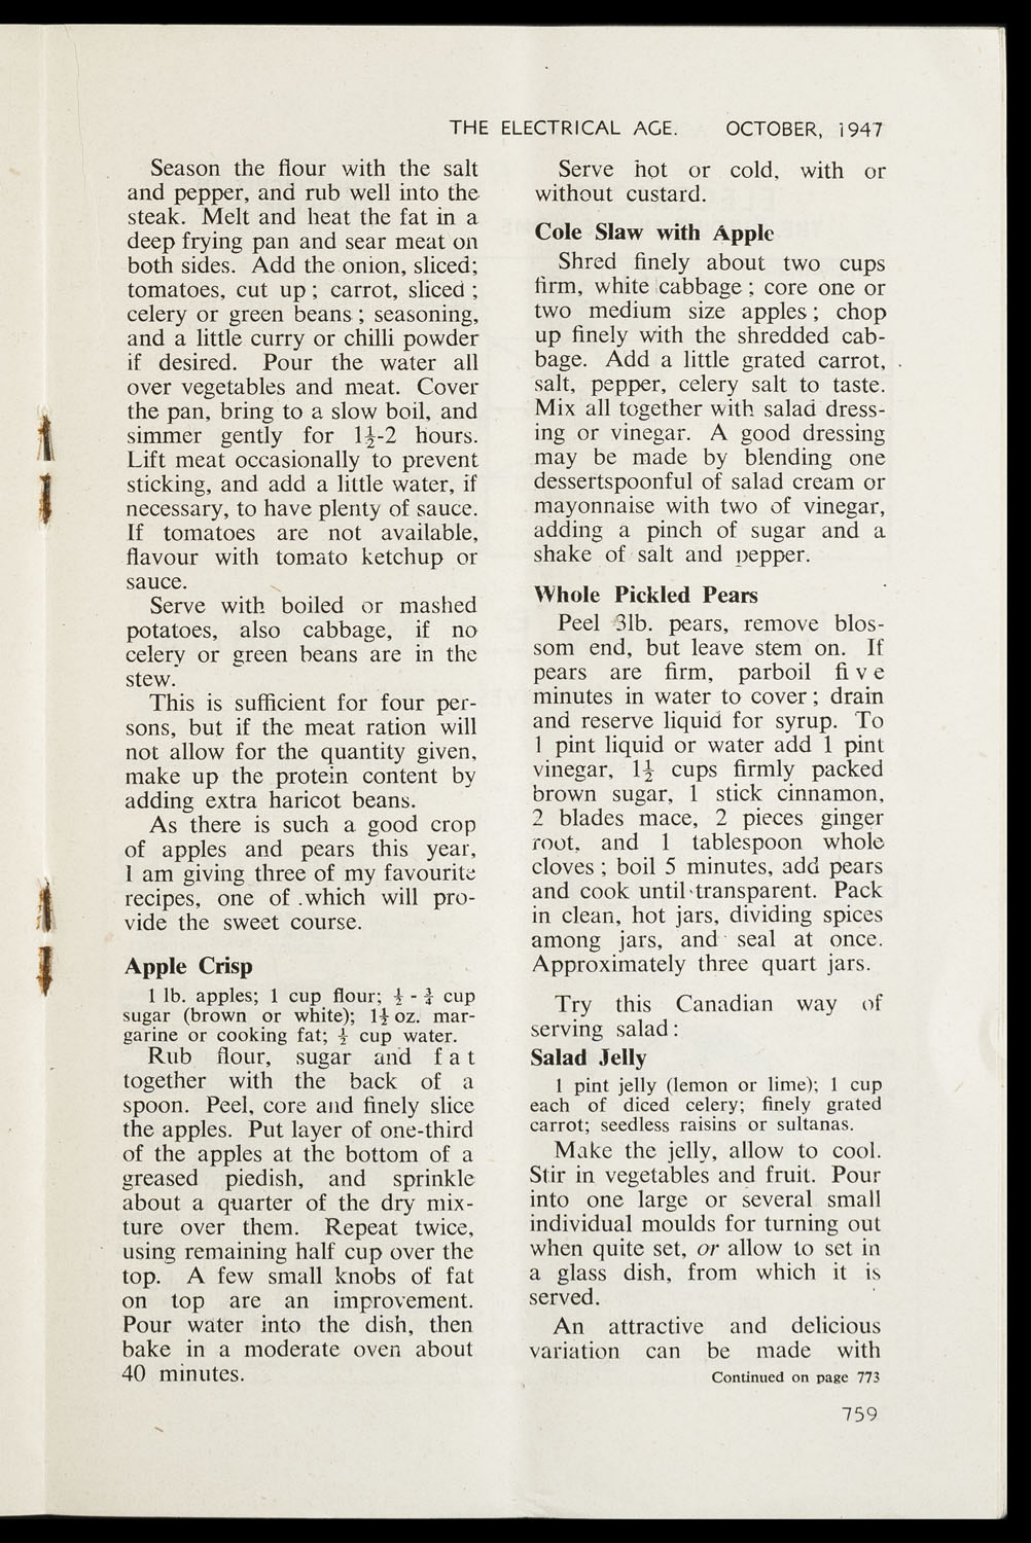 THE ELECTRICAL AGE. OCTOBER, 1947
Season the flour with the salt
and pepper, and rub well into the
steak. Melt and heat the fat in a
deep frying pan and sear meat on
both sides. Add the onion, sliced;
tomatoes, cut up; carrot, sliced;
celery or green beans; seasoning,
and a little curry or chilli powder
if desired. Pour the water all
over vegetables and meat. Cover
the pan, bring to a slow boil, and
simmer gently for 1½-2 hours.
Lift meat occasionally to prevent
sticking, and add a little water, if
necessary, to have plenty of sauce.
If tomatoes are not available,
flavour with tomato ketchup or
sauce.
Serve with boiled or mashed
potatoes, also cabbage, if no
celery or green beans are in the
stew.
This is sufficient for four per-
sons, but if the meat ration will
not allow for the quantity given,
make up the protein content by
adding extra haricot beans.
As there is such a good crop
of apples and pears this year,
I am giving three of my favourite
recipes, one of which will pro-
vide the sweet course.
Apple Crisp
1 lb. apples; 1 cup flour; ½ - ¾ cup
sugar (brown or white); 1½ oz. mar-
garine or cooking fat; ½ cup water.
Rub flour, sugar and fat
together with the back of a
spoon. Peel, core and finely slice
the apples. Put layer of one-third
of the apples at the bottom of a
greased piedish, and sprinkle
about a quarter of the dry mix-
ture over them. Repeat twice,
using remaining half cup over the
top. A few small knobs of fat
on top are an improvement.
Pour water into the dish, then
bake in a moderate oven about
40 minutes.
Serve hot or cold, with or
without custard.
Cole Slaw with Apple
Shred finely about two cups
firm, white cabbage; core one or
two medium size apples; chop
up finely with the shredded cab-
bage. Add a little grated carrot,
salt, pepper, celery salt to taste.
Mix all together with salad dress-
ing or vinegar. A good dressing
may be made by blending one
dessertspoonful of salad cream or
mayonnaise with two of vinegar,
adding a pinch of sugar and a
shake of salt and pepper.
Whole Pickled Pears
Peel 3lb. pears, remove blos-
som end, but leave stem on. If
pears are firm, parboil five
minutes in water to cover; drain
and reserve liquid for syrup. To
1 pint liquid or water add 1 pint
vinegar, 1½ cups firmly packed
brown sugar, 1 stick cinnamon,
2 blades mace, 2 pieces ginger
root, and 1 tablespoon whole
cloves; boil 5 minutes, add pears
and cook until transparent. Pack
in clean, hot jars, dividing spices
among jars, and seal at once.
Approximately three quart jars.
Try this Canadian way of
serving salad:
Salad Jelly
1 pint jelly (lemon or lime); 1 cup
each of diced celery; finely grated
carrot; seedless raisins or sultanas.
Make the jelly, allow to cool.
Stir in vegetables and fruit. Pour
into one large or several small
individual moulds for turning out
when quite set, or allow to set in
a glass dish, from which it is
served.
An attractive and delicious
variation can be made with
Continued on page 773
759